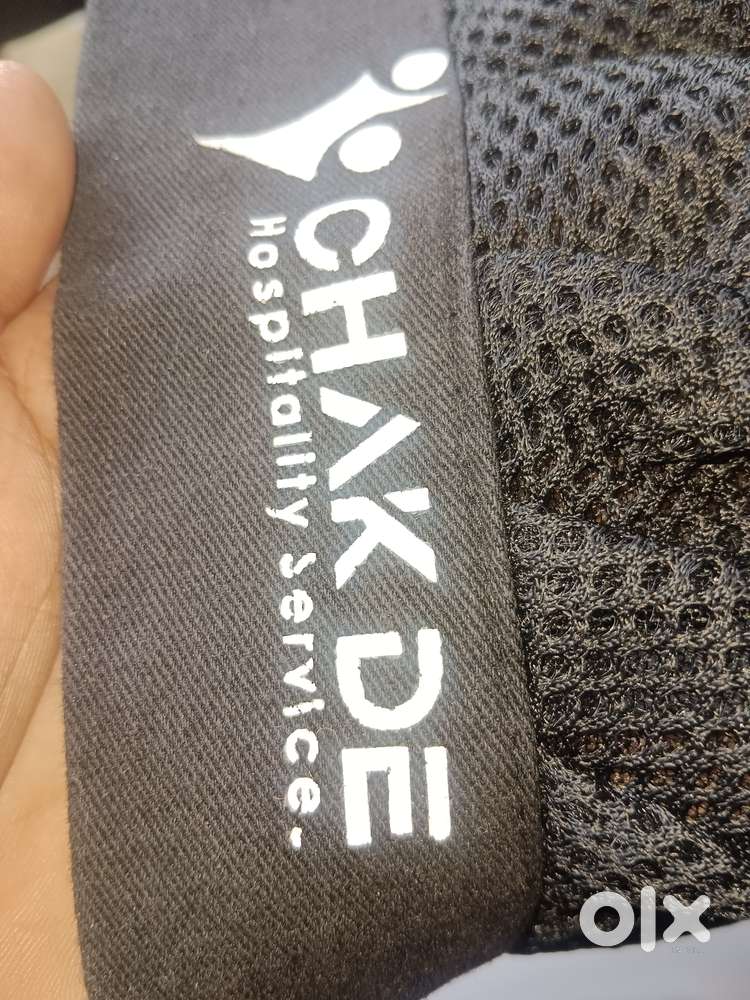 CHAK DE
Hospitality Service.
olx